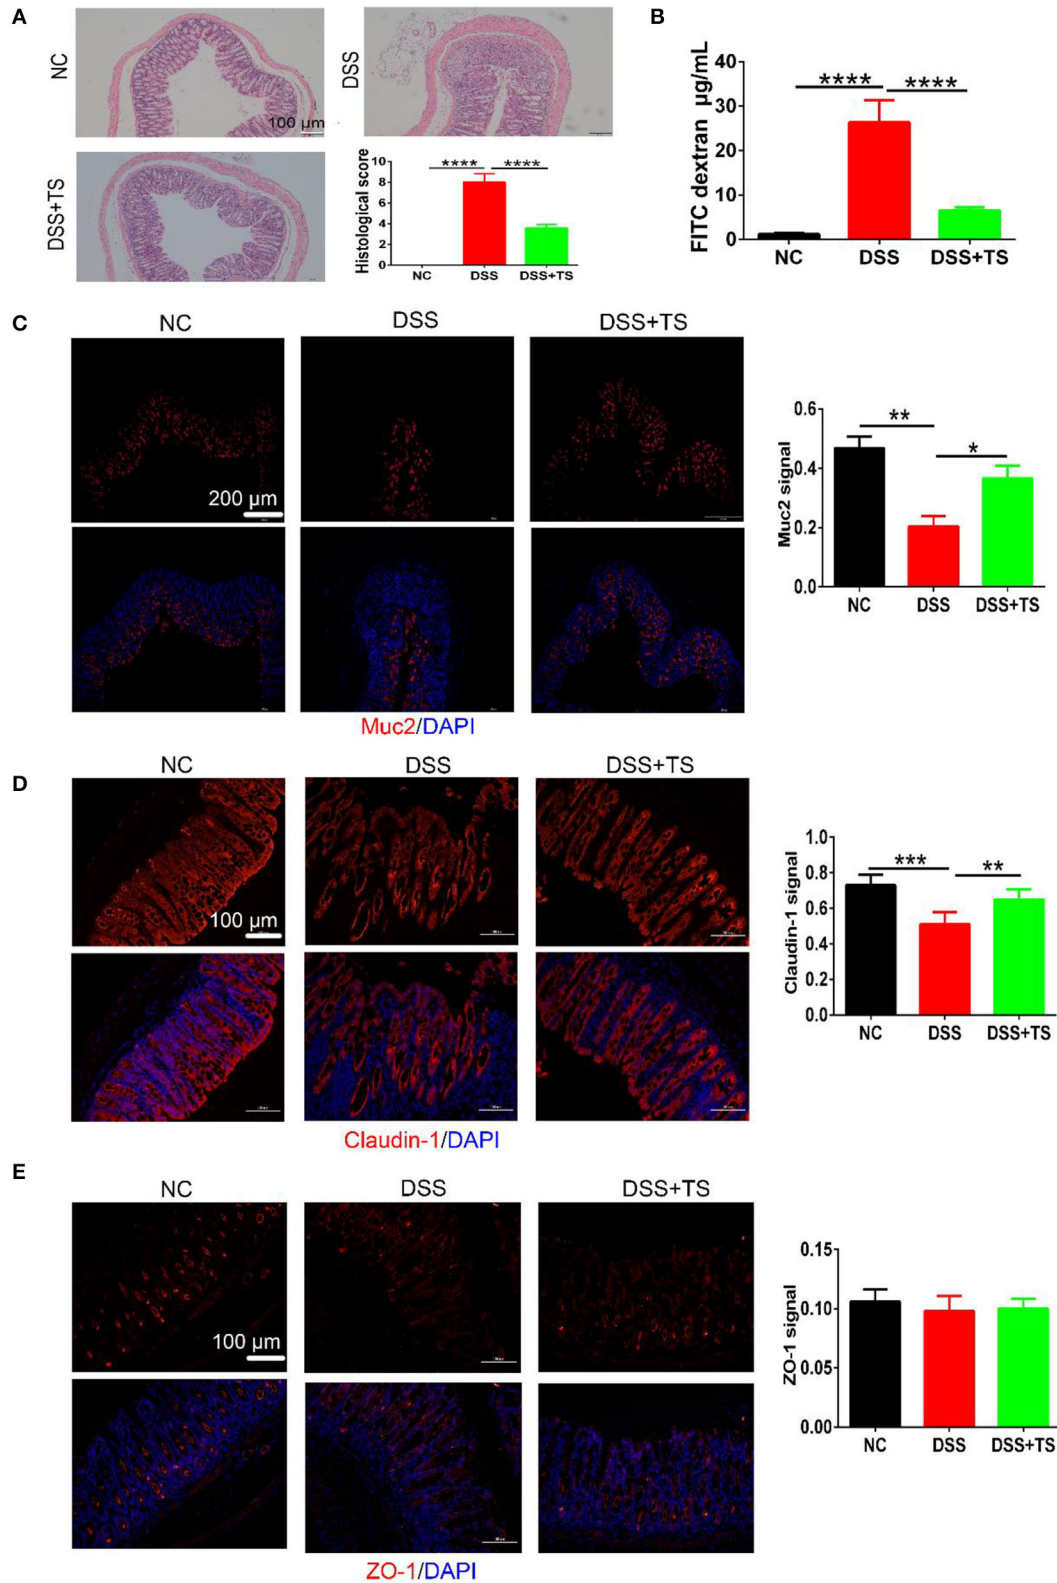 A
NC
100 μm
DSS
DSS+TS
Histological score
10
8
6
4
2
0
****
****
NC
DSS
DSS+TS
B
FITC dextran μg/mL
40
30
20
10
0
****
****
NC
DSS
DSS+TS
C
NC
DSS
DSS+TS
200 μm
Muc2/DAPI
Muc2 signal
0.6
0.4
0.2
0.0
**
*
NC
DSS
DSS+TS
D
NC
DSS
DSS+TS
100 μm
Claudin-1/DAPI
Claudin-1 signal
1.0
0.8
0.6
0.4
0.2
0.0
***
**
NC
DSS
DSS+TS
E
NC
DSS
DSS+TS
100 μm
ZO-1/DAPI
ZO-1 signal
0.15
0.10
0.05
0.00
NC
DSS
DSS+TS